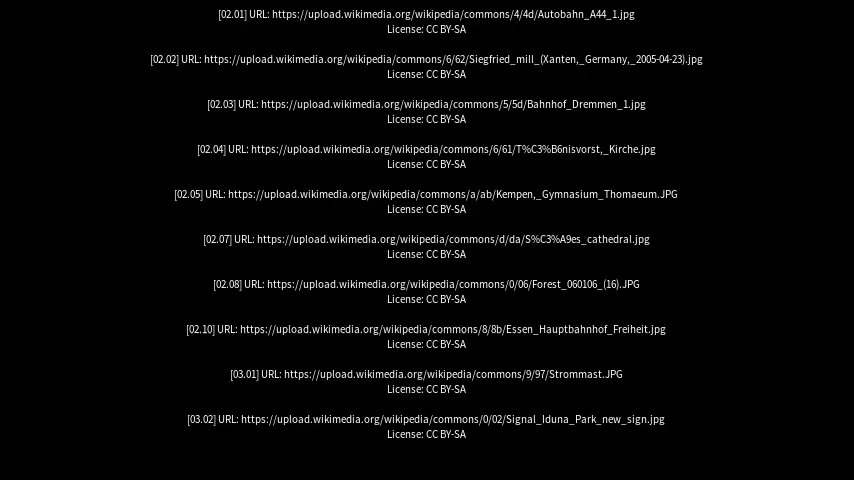 [02.01] URL: https://upload.wikimedia.org/wikipedia/commons/4/4d/Autobahn_A44_1.jpg
License: CC BY-SA
[02.02] URL: https://upload.wikimedia.org/wikipedia/commons/6/62/Siegfried_mill_(Xanten,_Germany,_2005-04-23).jpg
License: CC BY-SA
[02.03] URL: https://upload.wikimedia.org/wikipedia/commons/5/5d/Bahnhof_Dremmen_1.jpg
License: CC BY-SA
[02.04] URL: https://upload.wikimedia.org/wikipedia/commons/6/61/T%C3%B6nisvorst,_Kirche.jpg
License: CC BY-SA
[02.05] URL: https://upload.wikimedia.org/wikipedia/commons/a/ab/Kempen,_Gymnasium_Thomaeum.JPG
License: CC BY-SA
[02.07] URL: https://upload.wikimedia.org/wikipedia/commons/d/da/S%C3%A9es_cathedral.jpg
License: CC BY-SA
[02.08] URL: https://upload.wikimedia.org/wikipedia/commons/0/06/Forest_060106_(16).JPG
License: CC BY-SA
[02.10] URL: https://upload.wikimedia.org/wikipedia/commons/8/8b/Essen_Hauptbahnhof_Freiheit.jpg
License: CC BY-SA
[03.01] URL: https://upload.wikimedia.org/wikipedia/commons/9/97/Strommast.JPG
License: CC BY-SA
[03.02] URL: https://upload.wikimedia.org/wikipedia/commons/0/02/Signal_Iduna_Park_new_sign.jpg
License: CC BY-SA